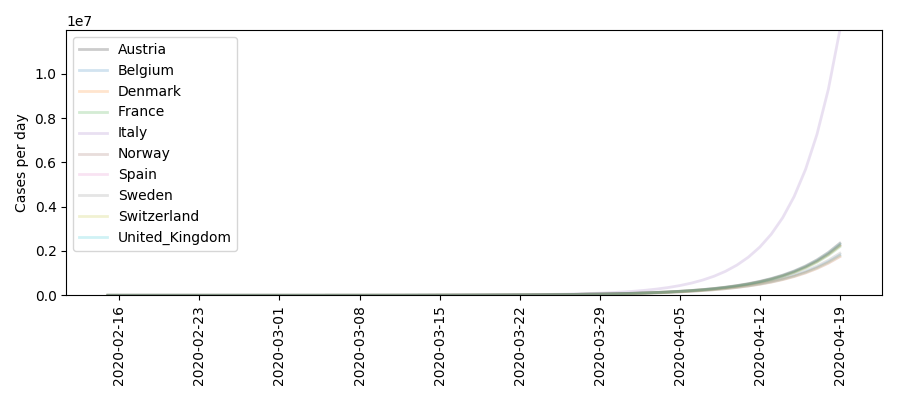 1e7
Cases per day
1.0
0.8
0.6
0.4
0.2
0.0
Austria
Belgium
Denmark
France
Italy
Norway
Spain
Sweden
Switzerland
United_Kingdom
2020-02-16
2020-02-23
2020-03-01
2020-03-08
2020-03-15
2020-03-22
2020-03-29
2020-04-05
2020-04-12
2020-04-19